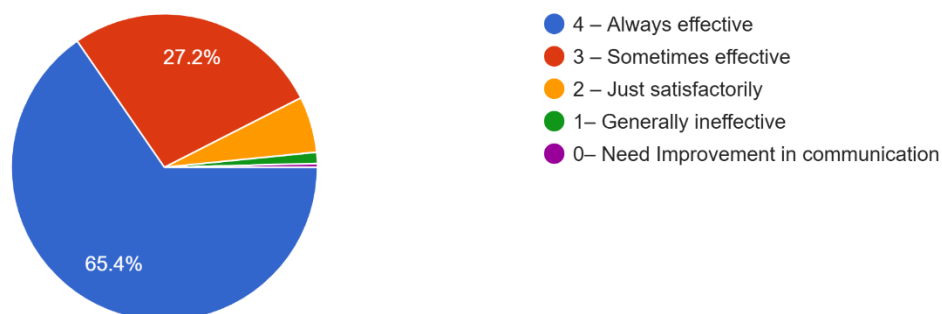 27.2%
65.4%
4 – Always effective
3 – Sometimes effective
2 – Just satisfactorily
1– Generally ineffective
0– Need Improvement in communication